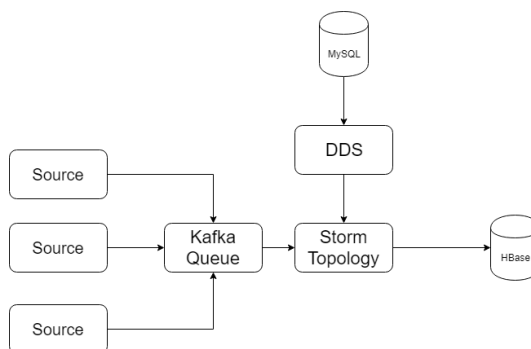 MySQL
DDS
Source
Source
Kafka
Queue
Storm
Topology
HBase
Source